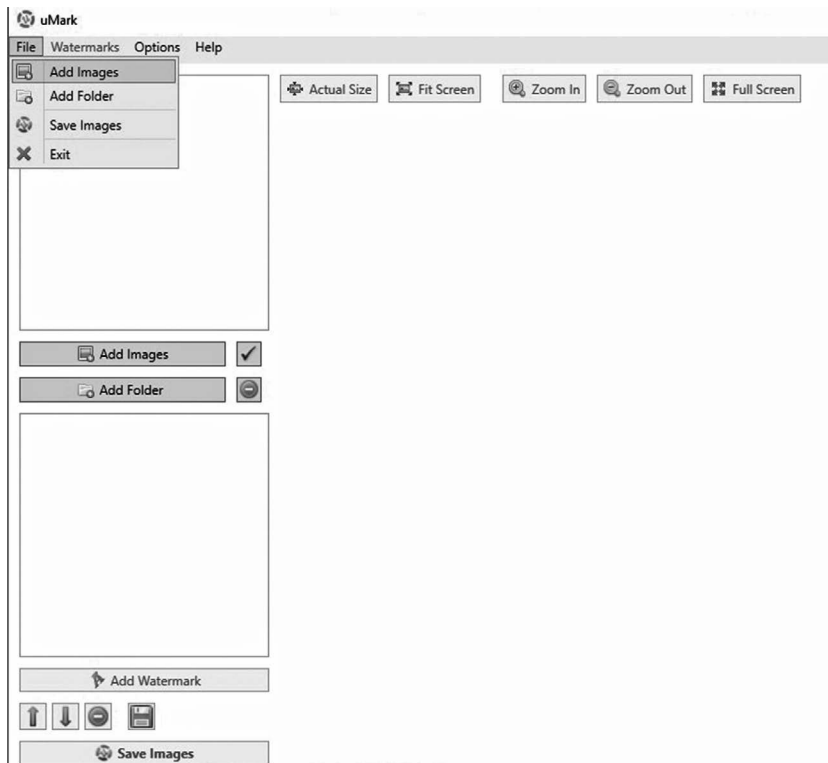 uMark
File Watermarks Options Help
Add Images
Add Folder
Save Images
Exit
Actual Size Fit Screen Zoom In Zoom Out Full Screen
Add Images
Add Folder
Add Watermark
Save Images